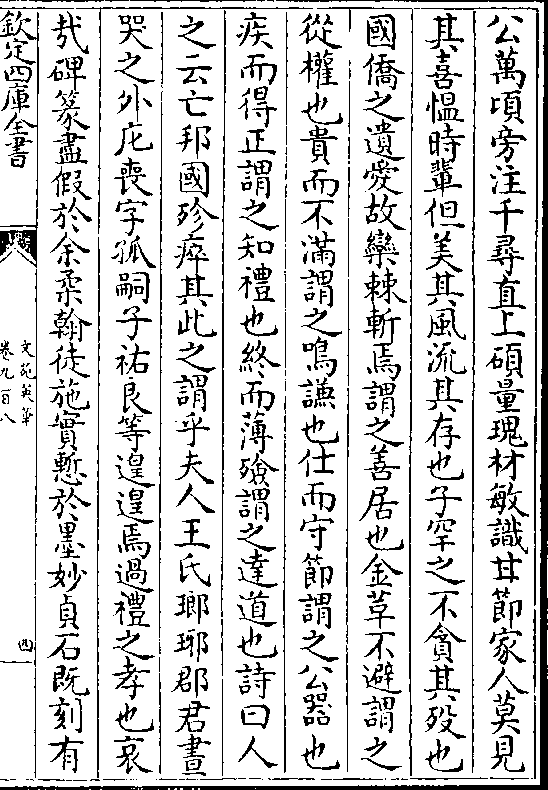 公萬頃旁注千尋直上碩量瑰材敏識甘節家人莫見
其喜愠時輩但美其風流其存也子罕之不貪其歿也
國僑之遺愛故欒棘斬焉謂之善居也金草不避謂之
從權也貴而不滿謂之鳴謙也仕而守節謂之公器也
疾而得正謂之知禮也終而薄殮謂之達道也詩曰人
之云亡邦國殄瘁其此之謂乎夫人王氏瑯琊郡君晝
哭之外庀喪字孤嗣子祐良等遑遑焉過禮之孝也哀
㢤碑篆盡假於余柔翰徒施實慙於墨妙貞石既刻有
欽定四庫全書
文苑英華
卷九百八
四